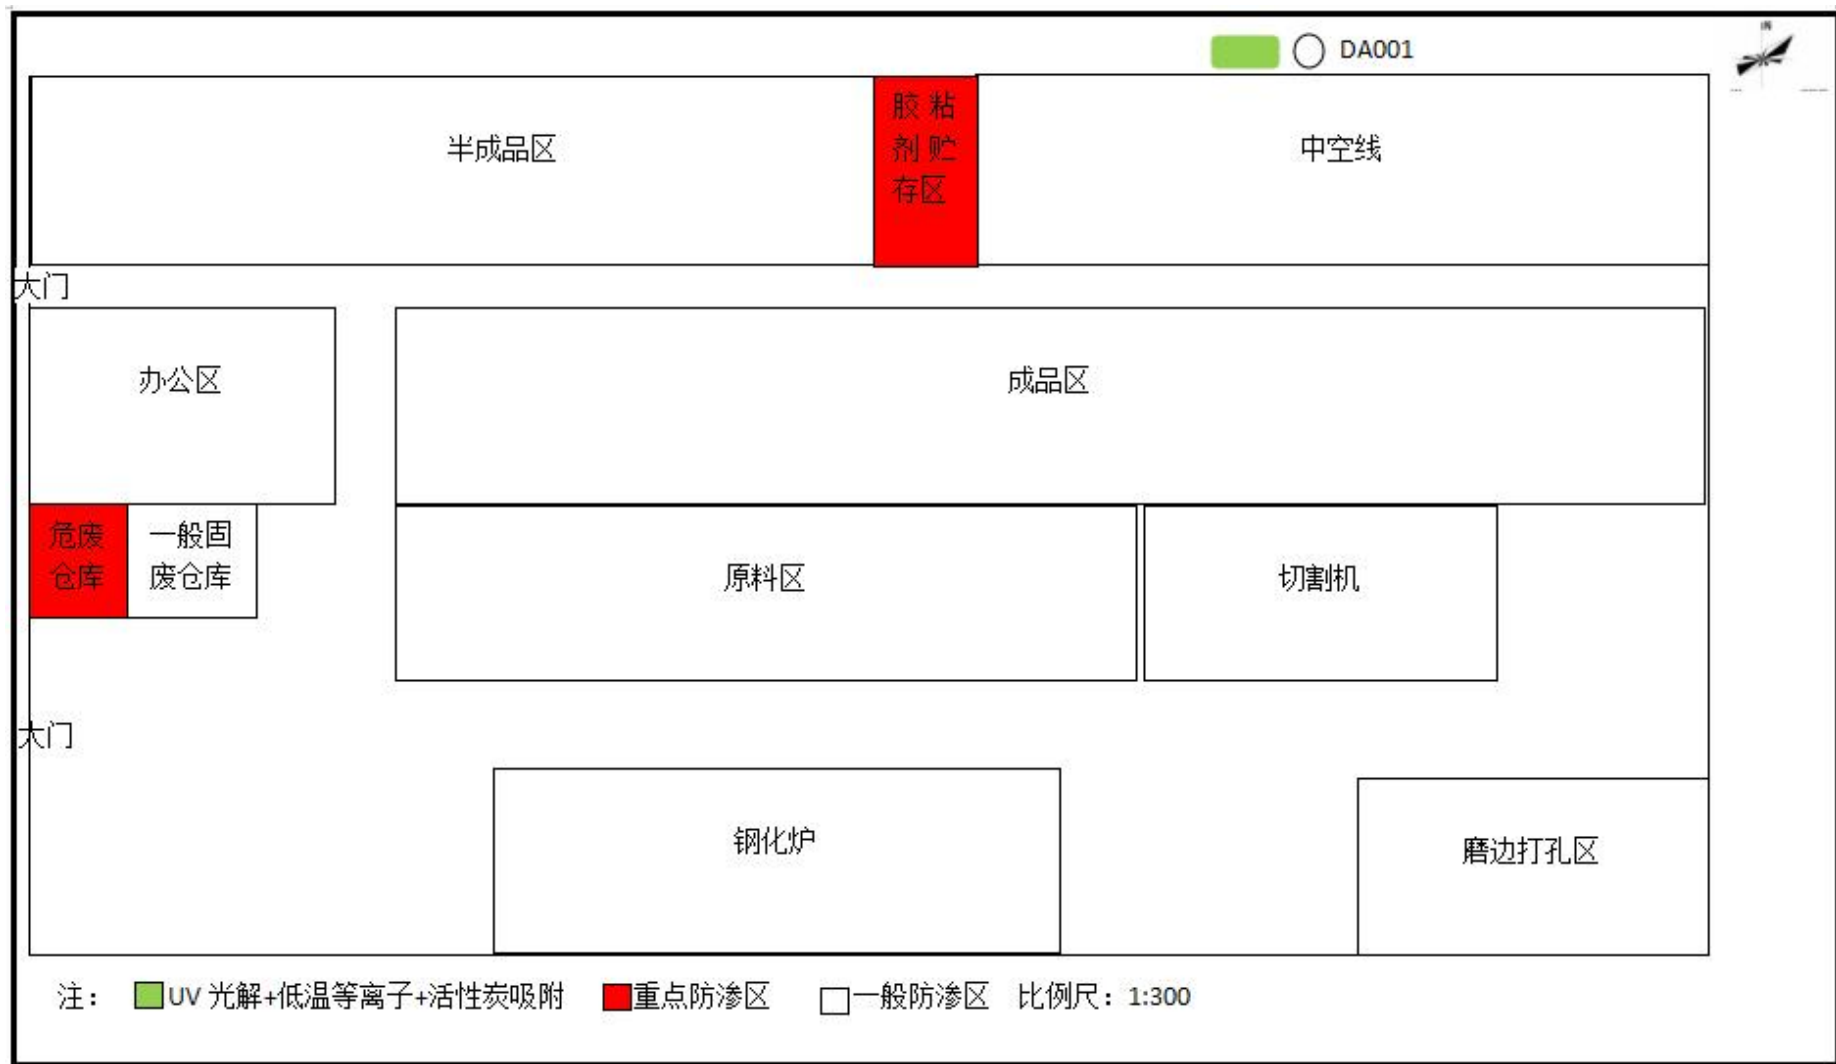 DA001
半成品区
胶粘
剂贮
存区
中空线
大门
办公区
成品区
危废
仓库
一般固
废仓库
原料区
切割机
大门
钢化炉
磨边打孔区
注： UV 光解+低温等离子+活性炭吸附 重点防渗区 一般防渗区 比例尺：1:300